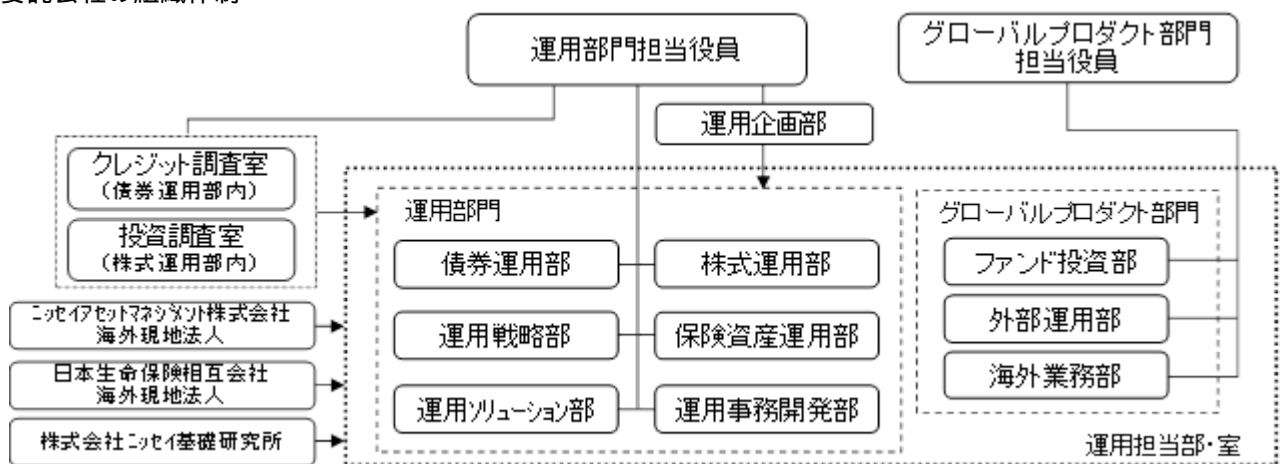 運用部門担当役員
グローバルプロダクト部門
担当役員
運用企画部
クレジット調査室
(債券運用部内)
投資調査室
(株式運用部内)
運用部門
債券運用部
株式運用部
運用戦略部
保険資産運用部
運用ソリューション部
運用事務開発部
グローバルプロダクト部門
ファンド投資部
外部運用部
海外業務部
ニッセイアセットマネジメント株式会社
海外現地法人
日本生命保険相互会社
海外現地法人
株式会社ニッセイ基礎研究所
運用担当部・室